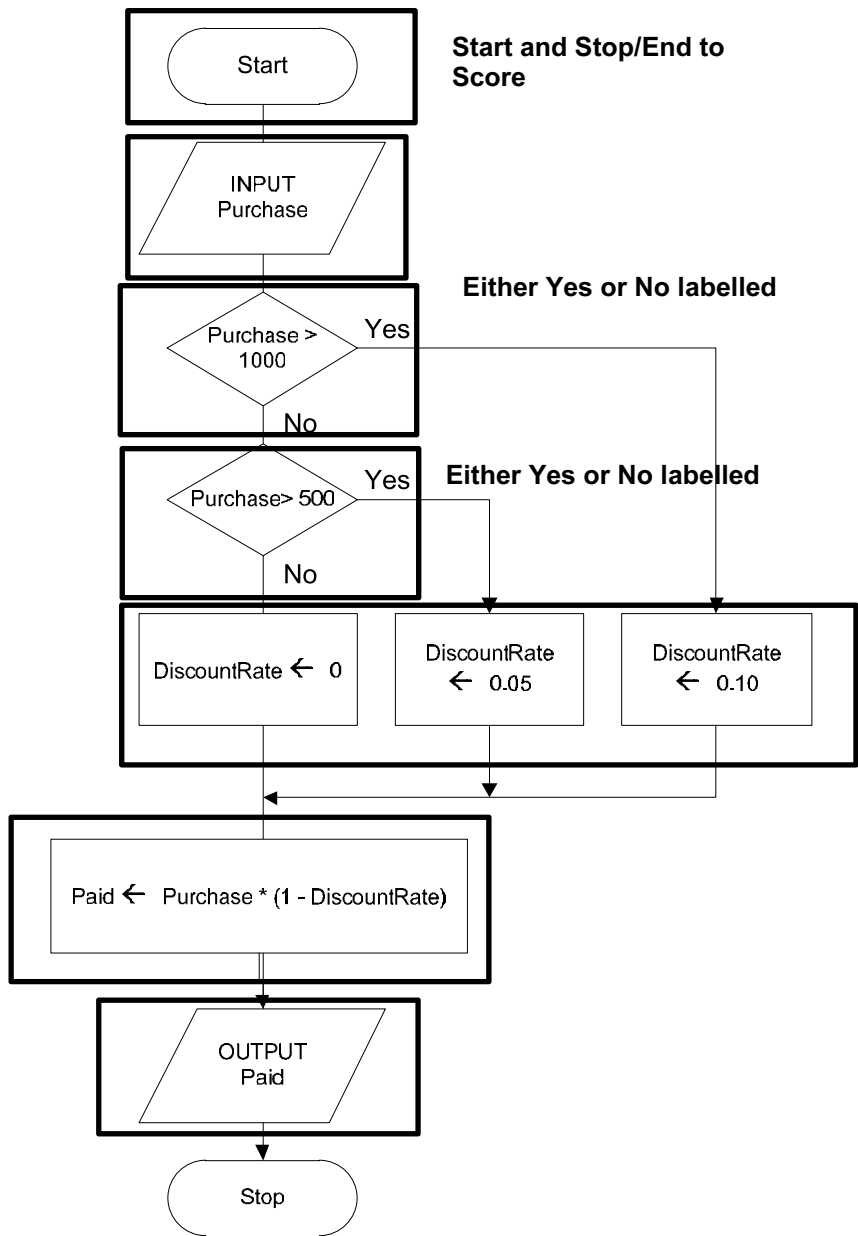 Start
Start and Stop/End to
Score
INPUT
Purchase
Either Yes or No labelled
Purchase >
1000
Yes
No
Either Yes or No labelled
Purchase> 500
Yes
No
DiscountRate ← 0
DiscountRate
← 0.05
DiscountRate
← 0.10
Paid ← Purchase * (1 - DiscountRate)
OUTPUT
Paid
Stop